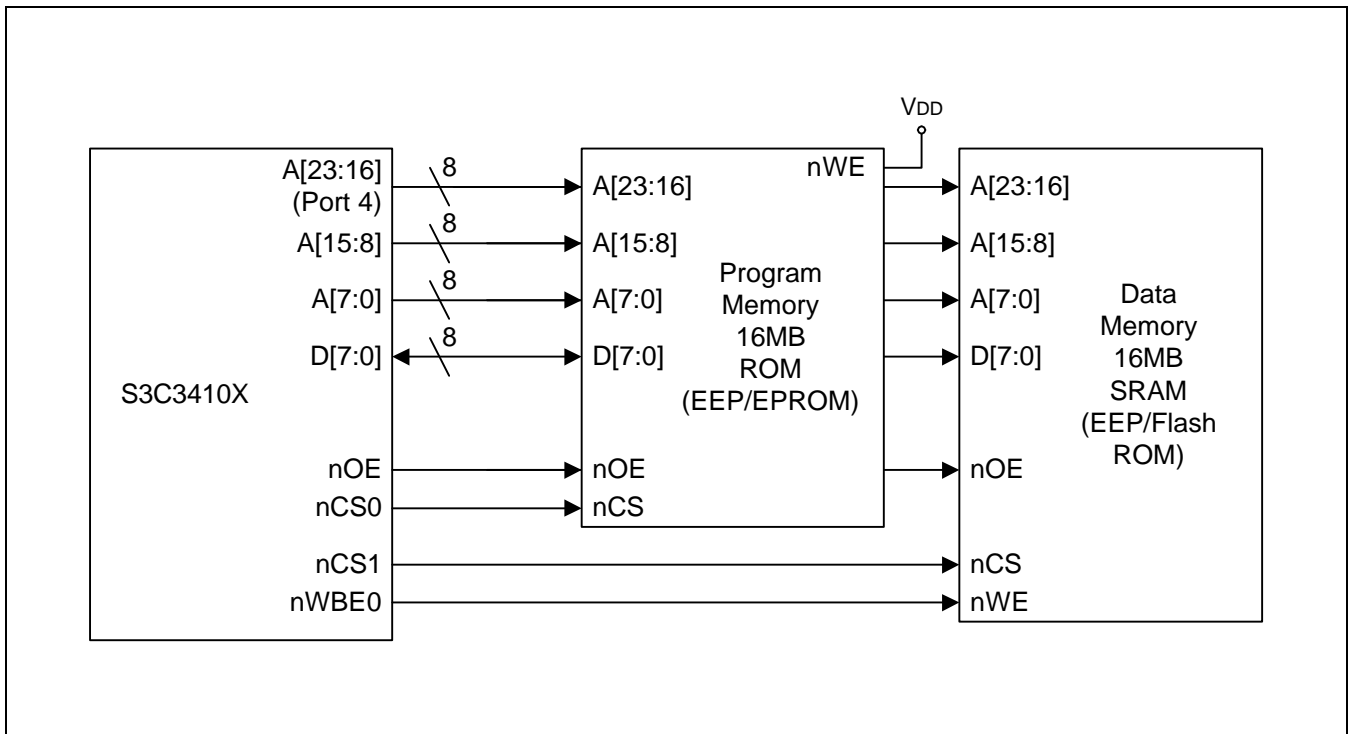 VDD
S3C3410X
A[23:16]
(Port 4)
A[15:8]
A[7:0]
D[7:0]
nOE
nCS0
nCS1
nWBE0
8
8
8
8
nWE
A[23:16]
A[15:8]
A[7:0]
D[7:0]
nOE
nCS
Program
Memory
16MB
ROM
(EEP/EPROM)
A[23:16]
A[15:8]
A[7:0]
D[7:0]
nOE
nCS
nWE
Data
Memory
16MB
SRAM
(EEP/Flash
ROM)